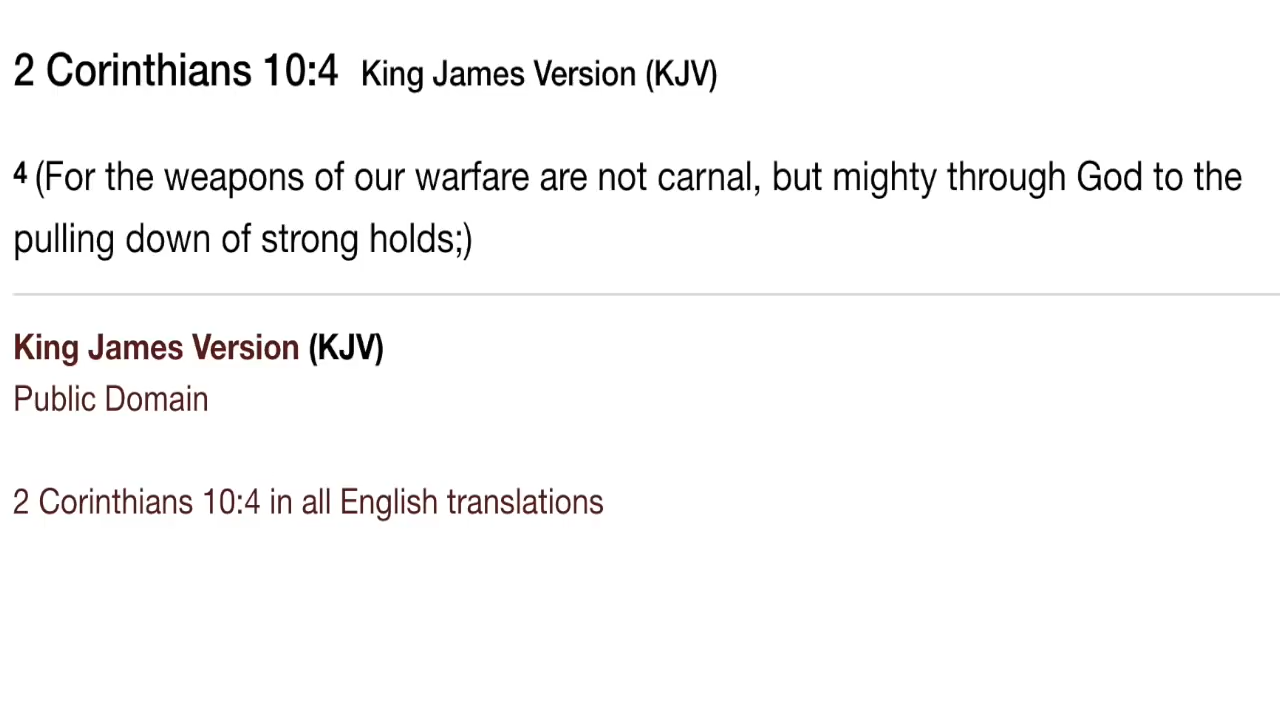 2 Corinthians 10:4 King James Version (KJV)
4 (For the weapons of our warfare are not carnal, but mighty through God to the
pulling down of strong holds;)
King James Version (KJV)
Public Domain
2 Corinthians 10:4 in all English translations